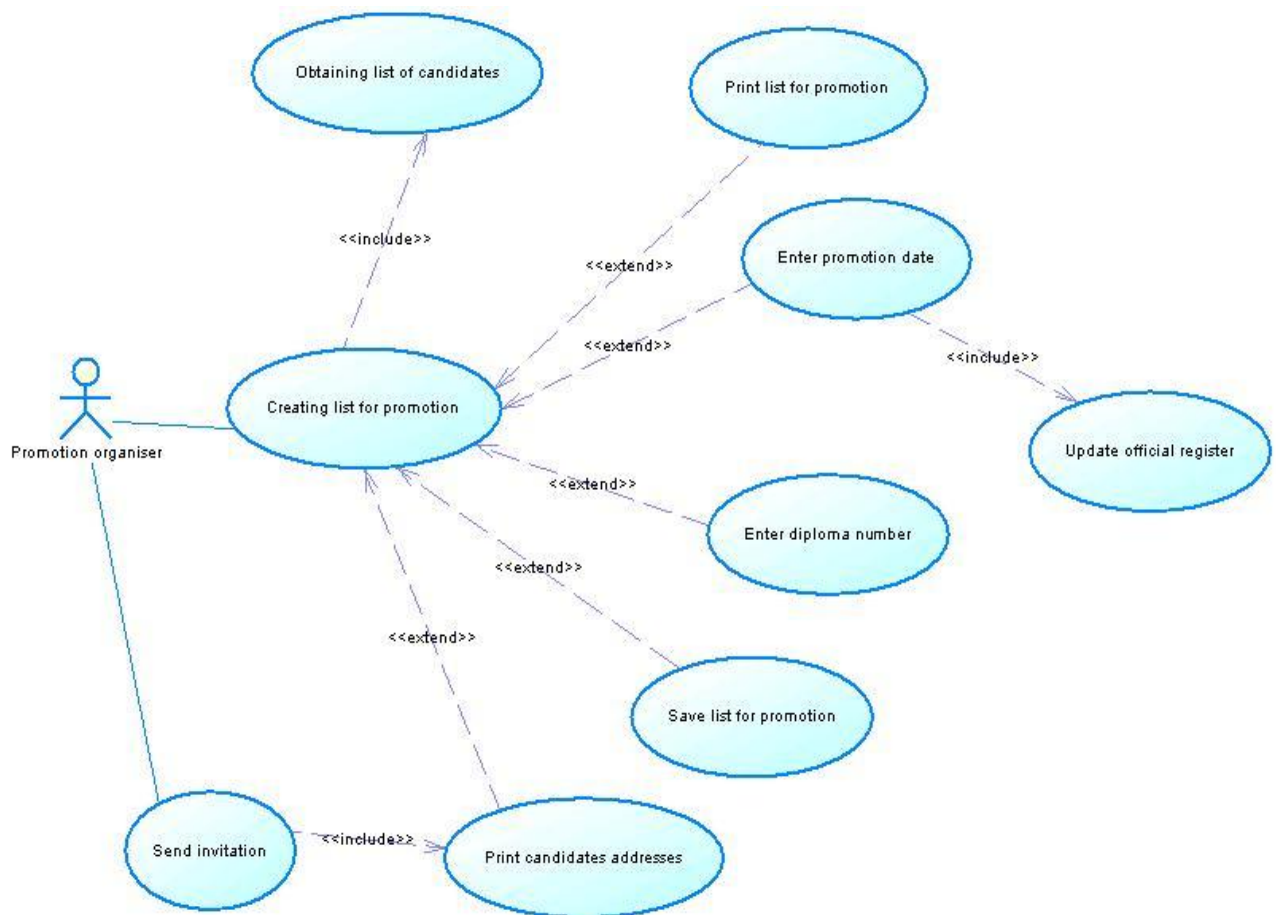 Obtaining list of candidates
Print list for promotion
<<include>>
<<extend>>
Enter promotion date
<<extend>>
<<include>>
Creating list for promotion
Promotion organiser
Update official register
<<extend>>
Enter diploma number
<<extend>>
<<extend>>
Save list for promotion
Send invitation
<<include>>
Print candidates addresses